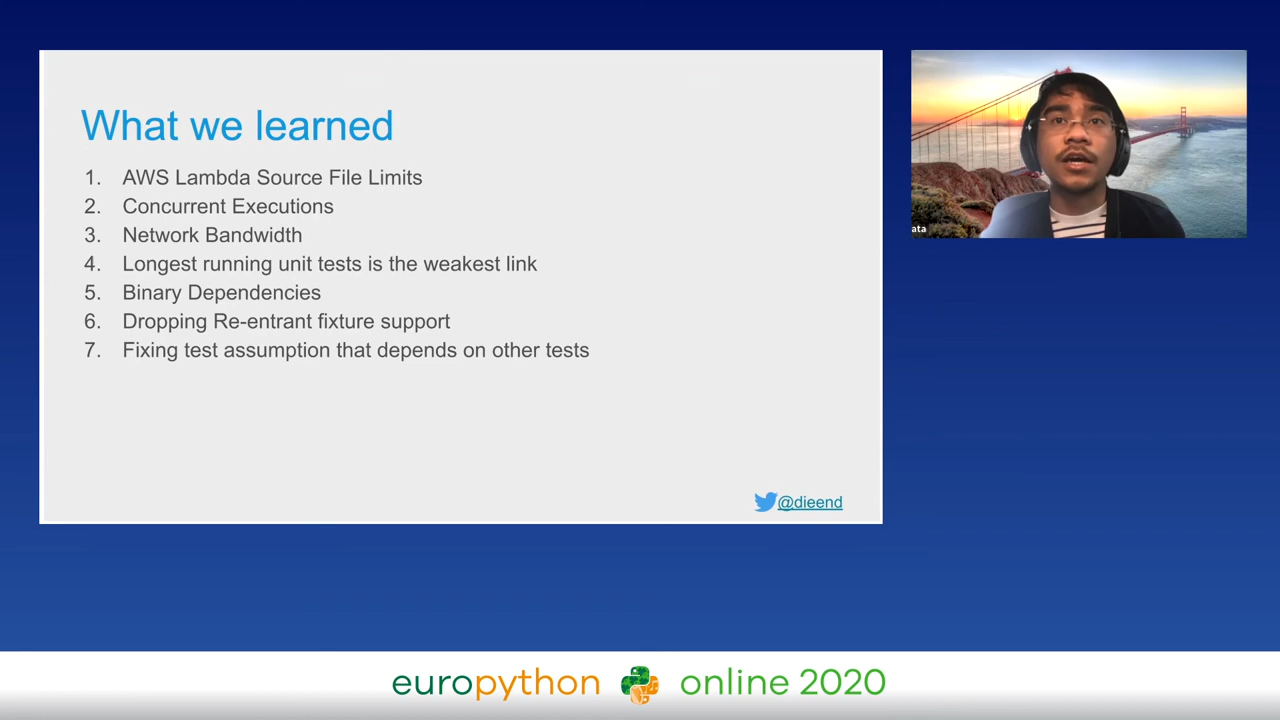 What we learned
1. AWS Lambda Source File Limits
2. Concurrent Executions
3. Network Bandwidth
4. Longest running unit tests is the weakest link
5. Binary Dependencies
6. Dropping Re-entrant fixture support
7. Fixing test assumption that depends on other tests
@dieend
ata
europython online 2020